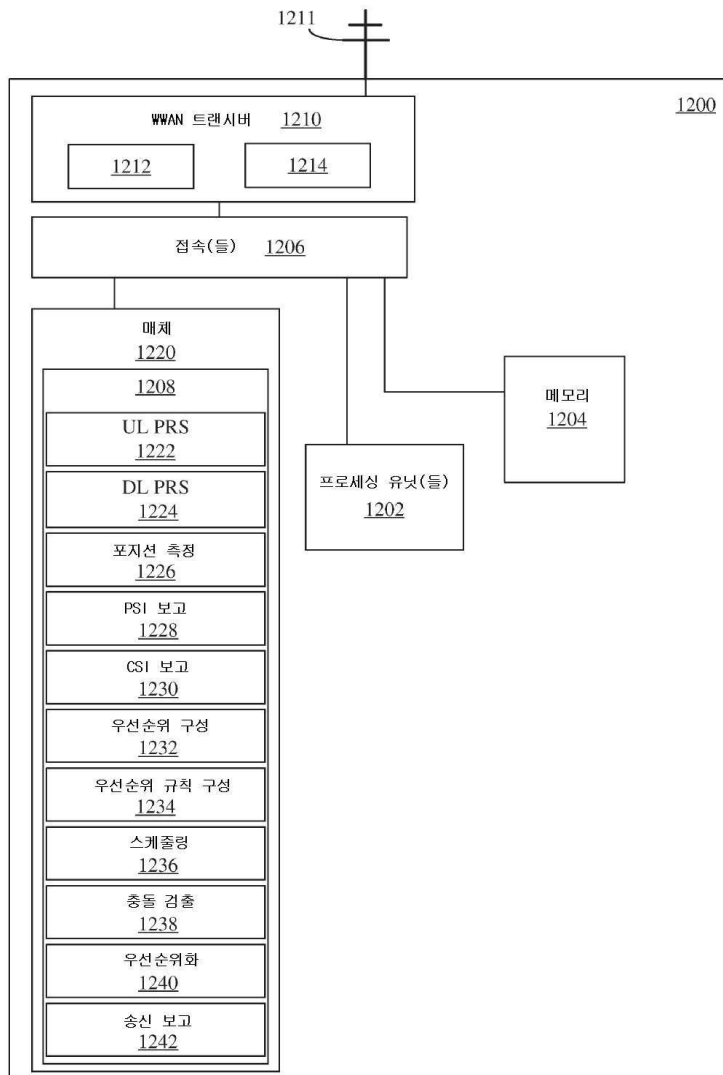 1211
1200
WWAN 트랜시버 1210
1212
1214
접속(들) 1206
매체
1220
1208
UL PRS
1222
DL PRS
1224
포지션 측정
1226
PSI 보고
1228
CSI 보고
1230
우선순위 구성
1232
우선순위 규칙 구성
1234
스케줄링
1236
충돌 검출
1238
우선순위화
1240
송신 보고
1242
프로세싱 유닛(들)
1202
메모리
1204